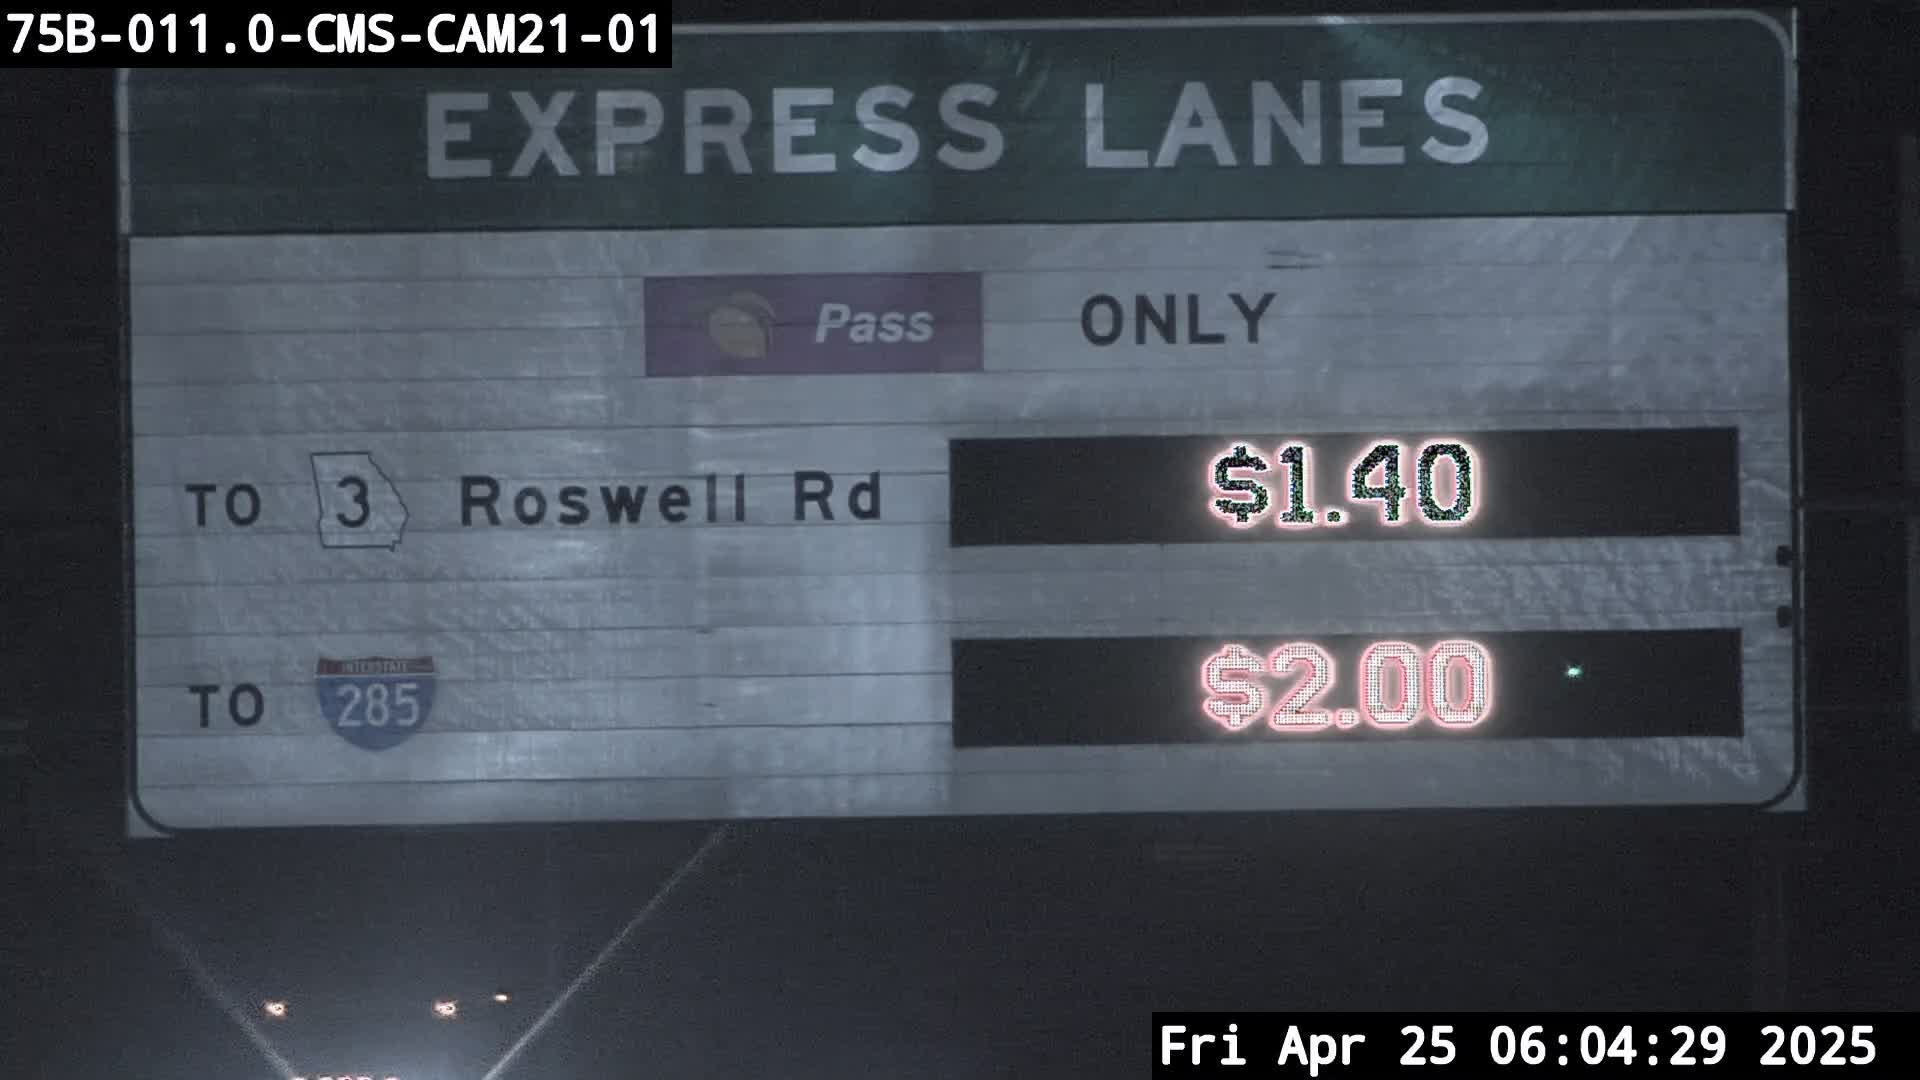 75B-011.0-CMS-CAM21-01
EXPRESS LANES
Pass ONLY
TO 3 Roswell Rd $1.40
INTERSTATE
TO 285 $2.00
Fri Apr 25 06:04:29 2025